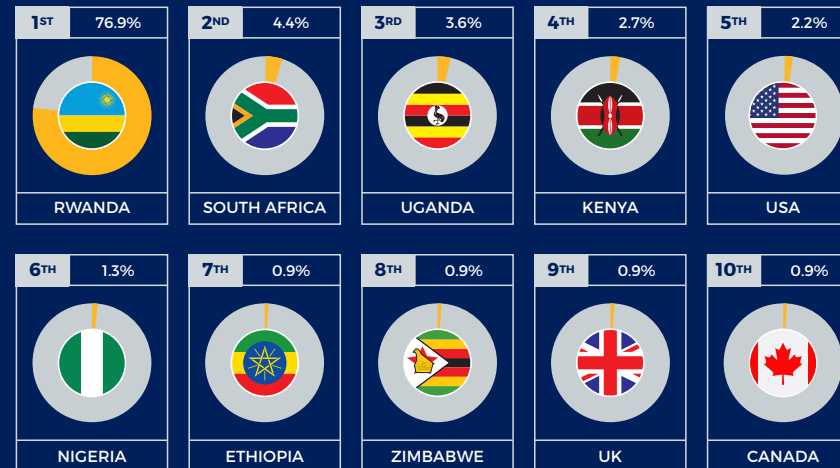 1ST 76.9%
2ND 4.4%
3RD 3.6%
4TH 2.7%
5TH 2.2%
RWANDA
SOUTH AFRICA
UGANDA
KENYA
USA
6TH 1.3%
7TH 0.9%
8TH 0.9%
9TH 0.9%
10TH 0.9%
NIGERIA
ETHIOPIA
ZIMBABWE
UK
CANADA